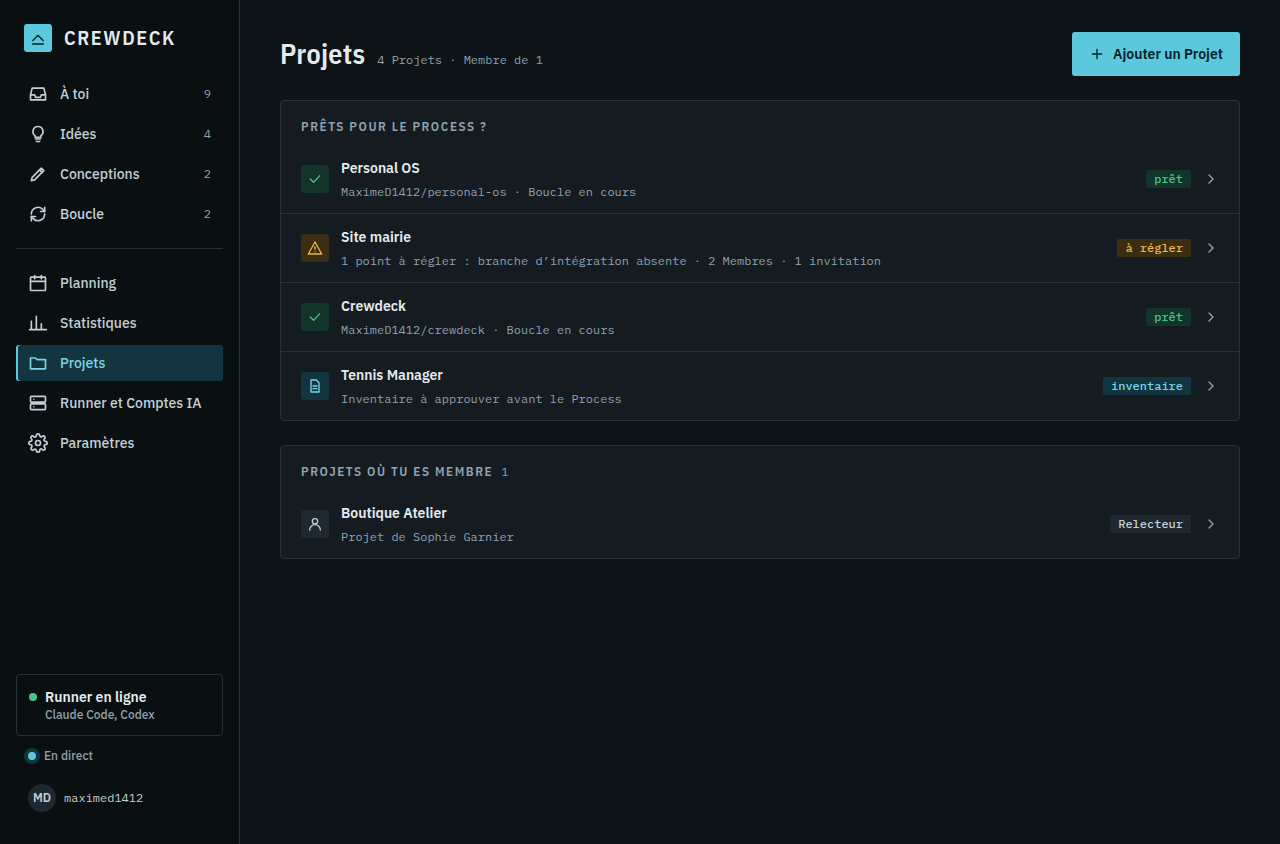 CREWDECK
À toi 9
Idées 4
Conceptions 2
Boucle 2
Planning
Statistiques
Projets
Runner et Comptes IA
Paramètres
Runner en ligne
Claude Code, Codex
En direct
MD maximed1412
Projets 4 Projets · Membre de 1
Ajouter un Projet
PRÊTS POUR LE PROCESS ?
Personal OS
MaximeD1412/personal-os · Boucle en cours
prêt
Site mairie
1 point à régler : branche d’intégration absente · 2 Membres · 1 invitation
à régler
Crewdeck
MaximeD1412/crewdeck · Boucle en cours
prêt
Tennis Manager
Inventaire à approuver avant le Process
inventaire
PROJETS OÙ TU ES MEMBRE 1
Boutique Atelier
Projet de Sophie Garnier
Relecteur